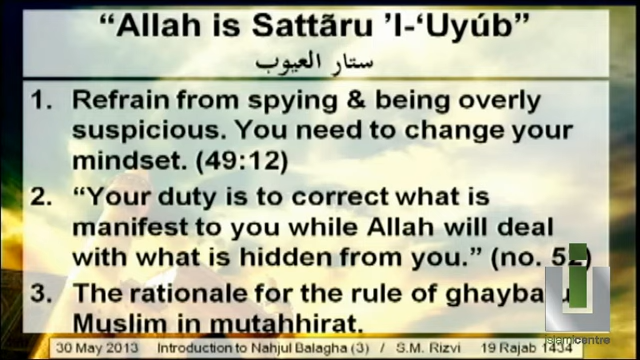 “Allah is Sattãru ’l-‘Uyúb”
ستار العيوب
1. Refrain from spying & being overly
suspicious. You need to change your
mindset. (49:12)
2. “Your duty is to correct what is
manifest to you while Allah will deal
with what is hidden from you.” (no. 52)
3. The rationale for the rule of
Muslim in mutahhirat.
islamicentre
30 May 2013 Introduction to Nahjul Balagha (3) / S.M. Rizvi 19 Rajab 1434